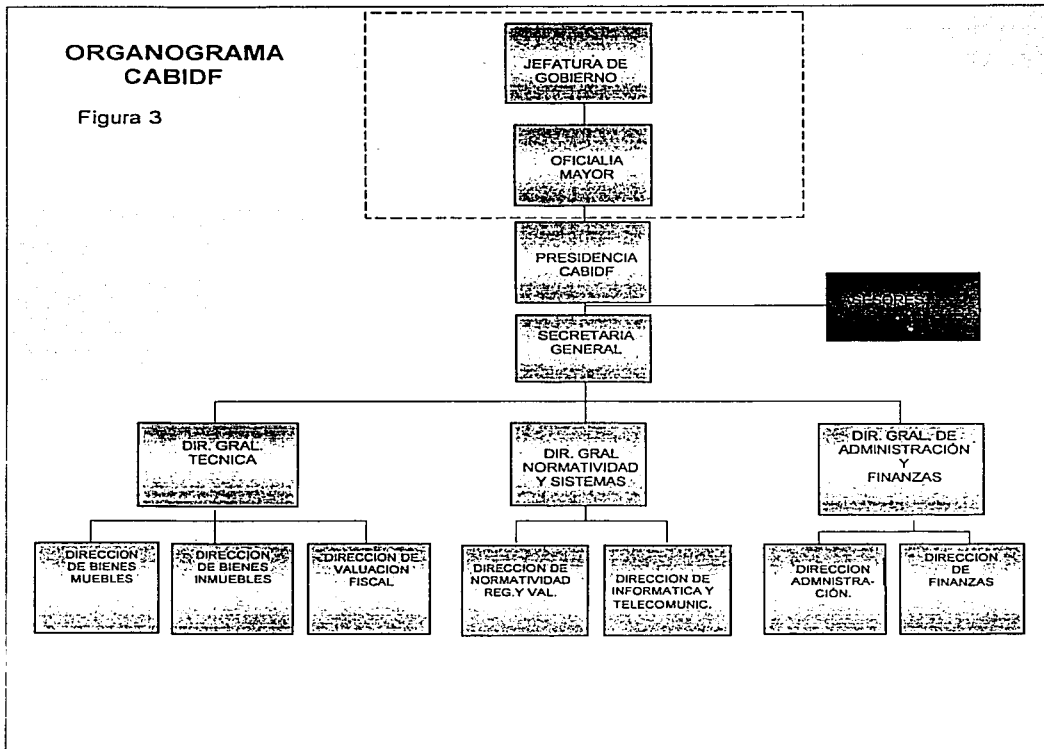 ORGANOGRAMA
CABIDF
Figura 3
JEFATURA DE
GOBIERNO
OFICIALIA
MAYOR
PRESIDENCIA
CABIDF
SECRETARIA
GENERAL
DIR. GRAL.
TECNICA
DIR. GRAL
NORMATIVIDAD
Y SISTEMAS
DIR. GRAL. DE
ADMINISTRACIÓN
Y
FINANZAS
DIRECCION
DE BIENES
MUEBLES
DIRECCION
DE BIENES
INMUEBLES
DIRECCION DE
VALUACION
FISCAL
DIRECCION DE
NORMATIVIDAD
REG.Y VAL.
DIRECCION DE
INFORMATICA Y
TELECOMUNIC.
DIRECCION
ADMNISTRA-
CIÓN.
DIRECCION
DE
FINANZAS